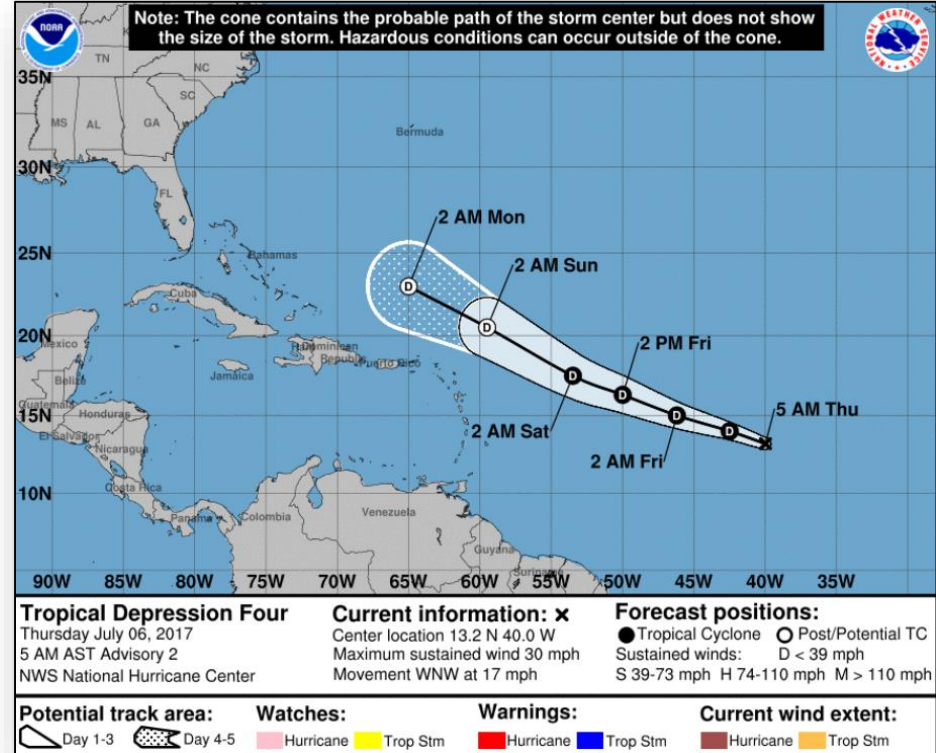 Note: The cone contains the probable path of the storm center but does not show
the size of the storm. Hazardous conditions can occur outside of the cone.
NOAA
NATIONAL WEATHER SERVICE
TN
NC
SC
MS
AL
GA
FL
Bermuda
35N
30N
25N
20N
15N
10N
2 AM Mon
2 AM Sun
2 PM Fri
5 AM Thu
2 AM Sat
2 AM Fri
D
D
D
D
D
D
Bahamas
Cuba
Mexico
Dominican
Republic
Puerto Rico
Jamaica
Belize
Guatemala
Honduras
El Salvador
Nicaragua
Costa Rica
Panama
Colombia
Venezuela
Guyana
90W 85W 80W 75W 70W 65W 60W 55W 50W 45W 40W 35W
Tropical Depression Four
Thursday July 06, 2017
5 AM AST Advisory 2
NWS National Hurricane Center
Current information: x
Center location 13.2 N 40.0 W
Maximum sustained wind 30 mph
Movement WNW at 17 mph
Forecast positions:
Tropical Cyclone Post/Potential TC
Sustained winds: D < 39 mph
S 39-73 mph H 74-110 mph M > 110 mph
Potential track area:
Day 1-3 Day 4-5
Watches:
Hurricane Trop Stm
Warnings:
Hurricane Trop Stm
Current wind extent:
Hurricane Trop Stm